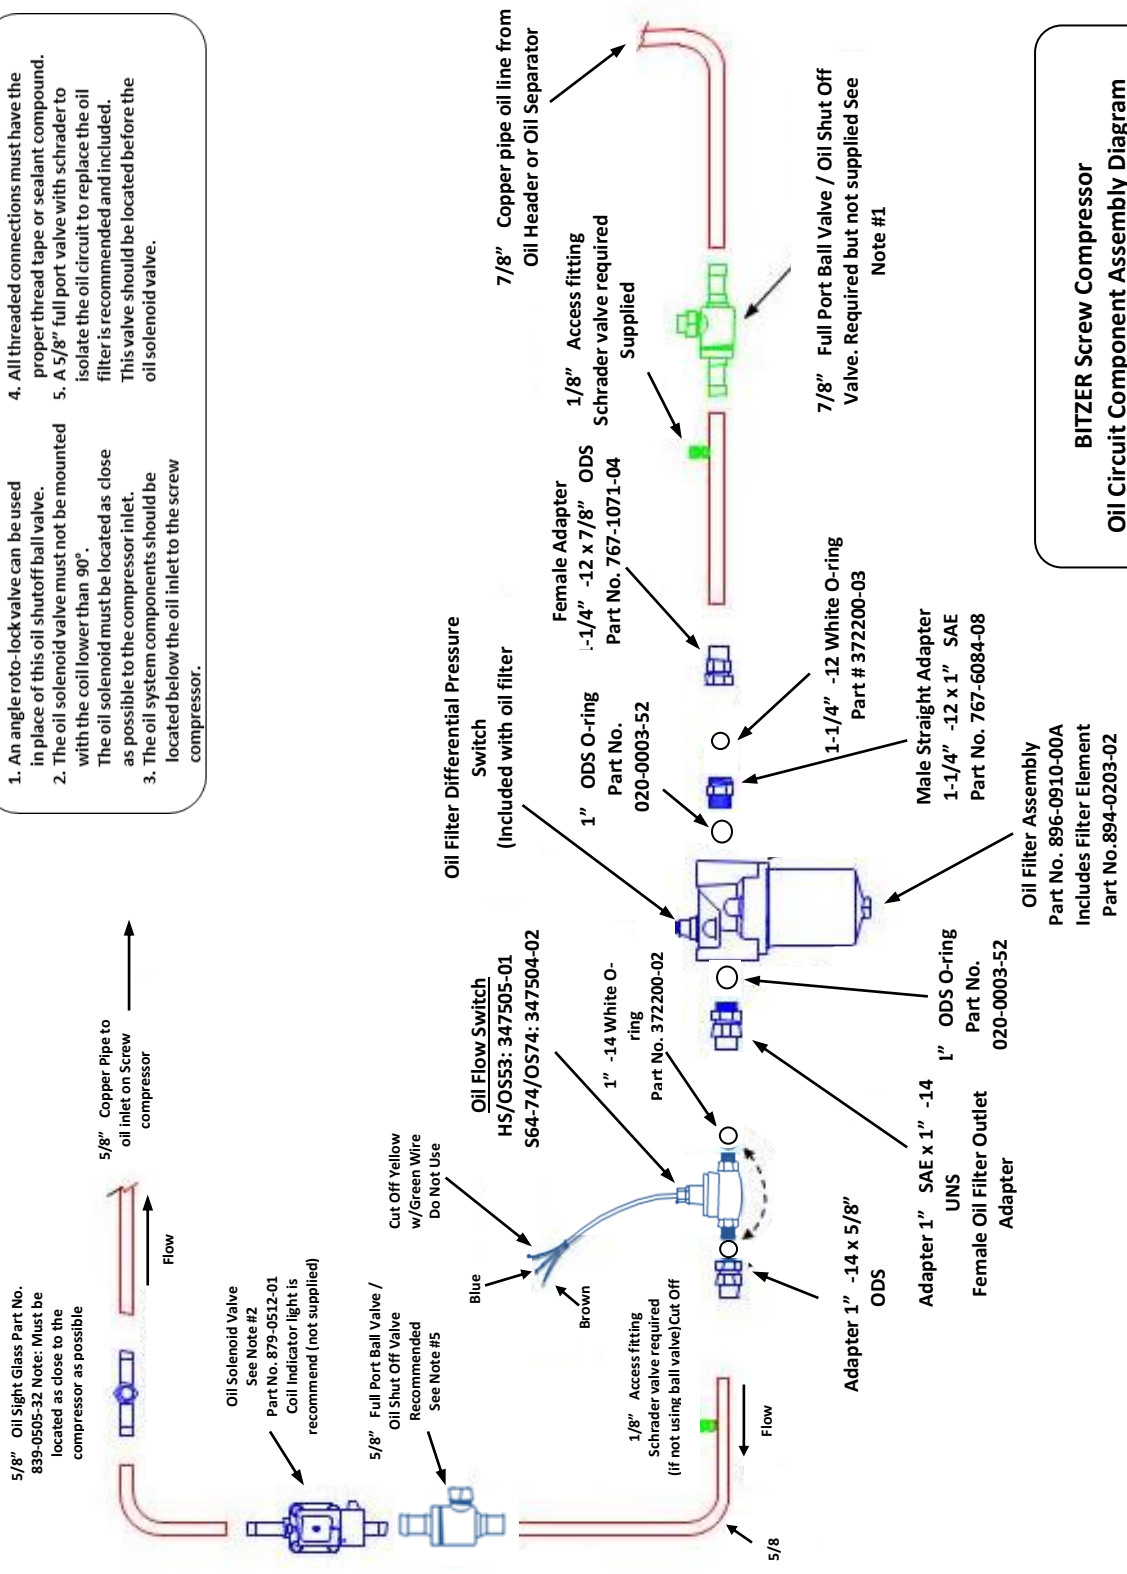 1. An angle roto-lock valve can be used
in place of this oil shutoff ball valve.
2. The oil solenoid valve must not be mounted
with the coil lower than 90°.
The oil solenoid must be located as close
as possible to the compressor inlet.
3. The oil system components should be
located below the oil inlet to the screw
compressor.
4. All threaded connections must have the
proper thread tape or sealant compound.
5. A 5/8" full port valve with schrader to
isolate the oil circuit to replace the oil
filter is recommended and included.
This valve should be located before the
oil solenoid valve.
5/8" Oil Sight Glass Part No.
839-0505-32 Note: Must be
located as close to the
compressor as possible
5/8" Copper Pipe to
oil inlet on Screw
compressor
Flow
Oil Solenoid Valve
See Note #2
Part No. 879-0512-01
Coil Indicator light is
recommend (not supplied)
5/8" Full Port Ball Valve /
Oil Shut Off Valve
Recommended
See Note #5
Cut Off Yellow
w/Green Wire
Do Not Use
Blue
Brown
Oil Flow Switch
HS/OS53: 347505-01
S64-74/OS74: 347504-02
Oil Filter Differential Pressure
Switch
(Included with oil filter
7/8" Copper pipe oil line from
Oil Header or Oil Separator
1/8" Access fitting
Schrader valve required
Supplied
Female Adapter
-1/4" -12 x 7/8" ODS
Part No. 767-1071-04
1" ODS O-ring
Part No.
020-0003-52
1" -14 White O-
ring
Part No. 372200-02
1/8" Access fitting
Schrader valve required
(if not using ball valve)Cut Off
Flow
5/8
Adapter 1" -14 x 5/8"
ODS
Adapter 1" SAE x 1" -14
UNS
Female Oil Filter Outlet
Adapter
1" ODS O-ring
Part No.
020-0003-52
Oil Filter Assembly
Part No. 896-0910-00A
Includes Filter Element
Part No.894-0203-02
Male Straight Adapter
1-1/4" -12 x 1" SAE
Part No. 767-6084-08
1-1/4" -12 White O-ring
Part # 372200-03
7/8" Full Port Ball Valve / Oil Shut Off
Valve. Required but not supplied See
Note #1
BITZER Screw Compressor
Oil Circuit Component Assembly Diagram